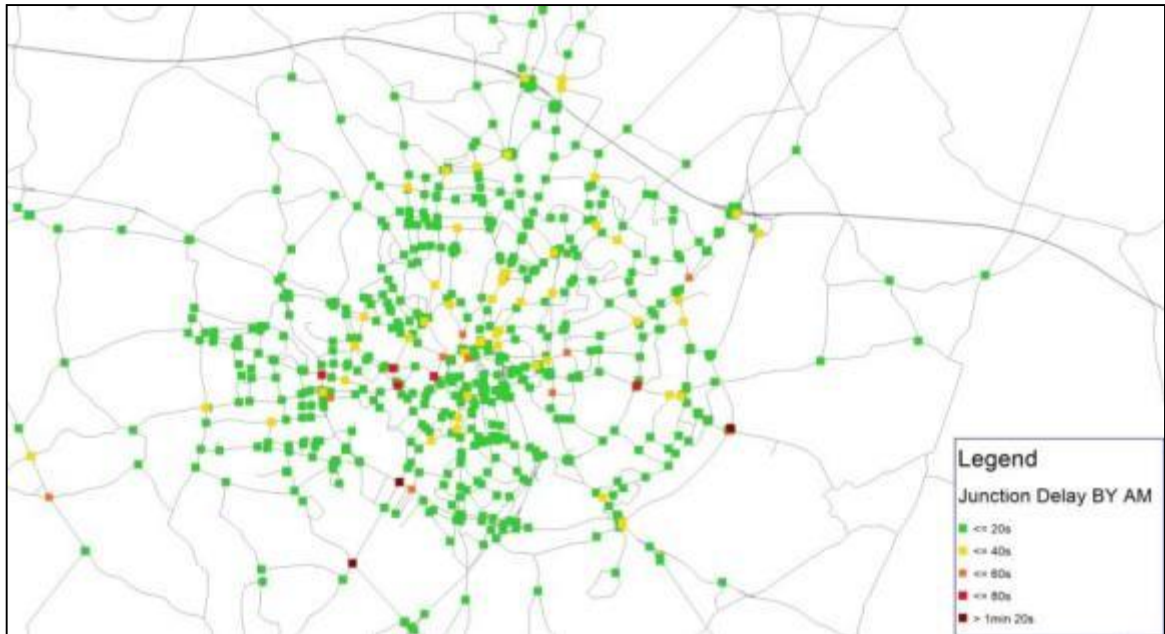 Legend
Junction Delay BY AM
<= 20s
<= 40s
<= 60s
<= 80s
> 1min 20s